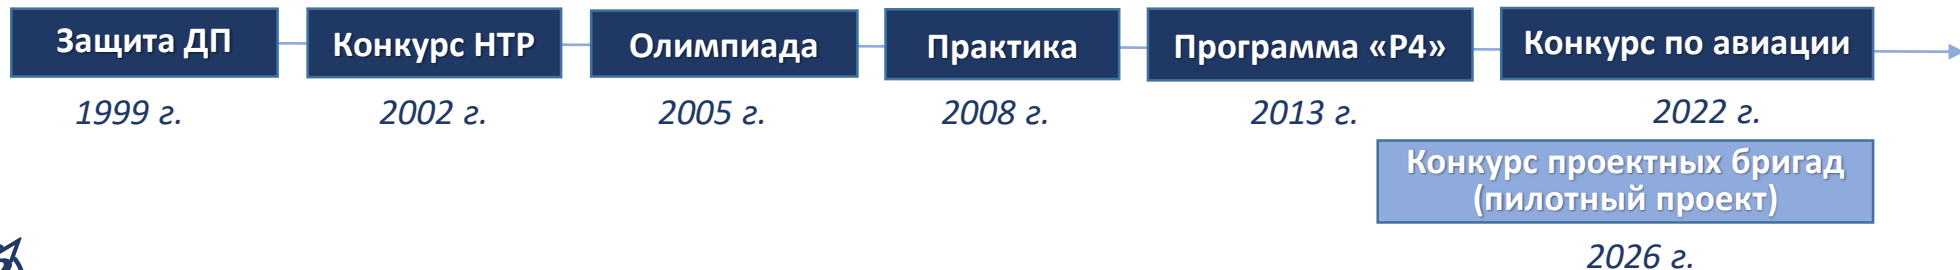 Защита ДП
Конкурс НТР
Олимпиада
Практика
Программа «Р4»
Конкурс по авиации
1999 г.
2002 г.
2005 г.
2008 г.
2013 г.
2022 г.
Конкурс проектных бригад
(пилотный проект)
2026 г.